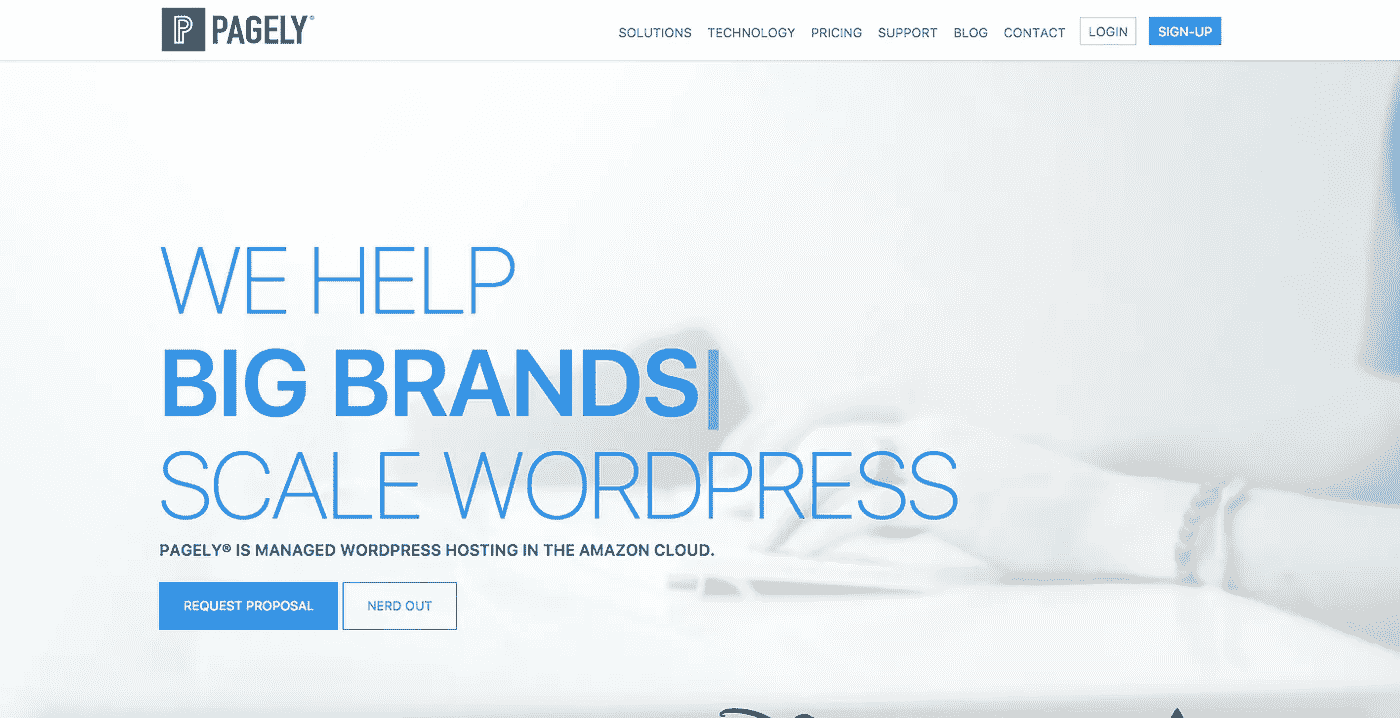 PAGELY®
SOLUTIONS TECHNOLOGY PRICING SUPPORT BLOG CONTACT LOGIN SIGN-UP
WE HELP
BIG BRANDS|
SCALE WORDPRESS
PAGELY® IS MANAGED WORDPRESS HOSTING IN THE AMAZON CLOUD.
REQUEST PROPOSAL NERD OUT